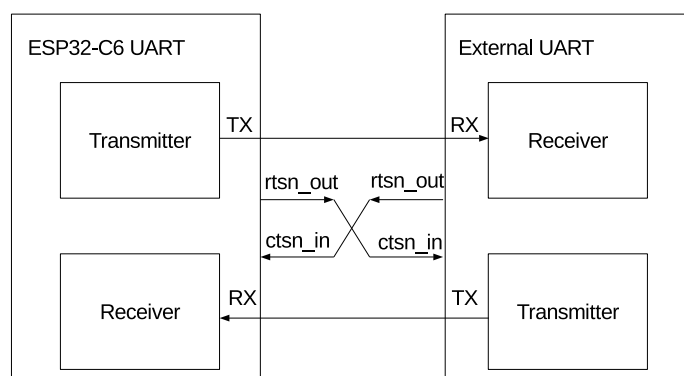 ESP32-C6 UART
External UART
Transmitter
TX
RX
Receiver
rtsn_out
rtsn_out
ctsn_in
ctsn_in
Receiver
RX
TX
Transmitter